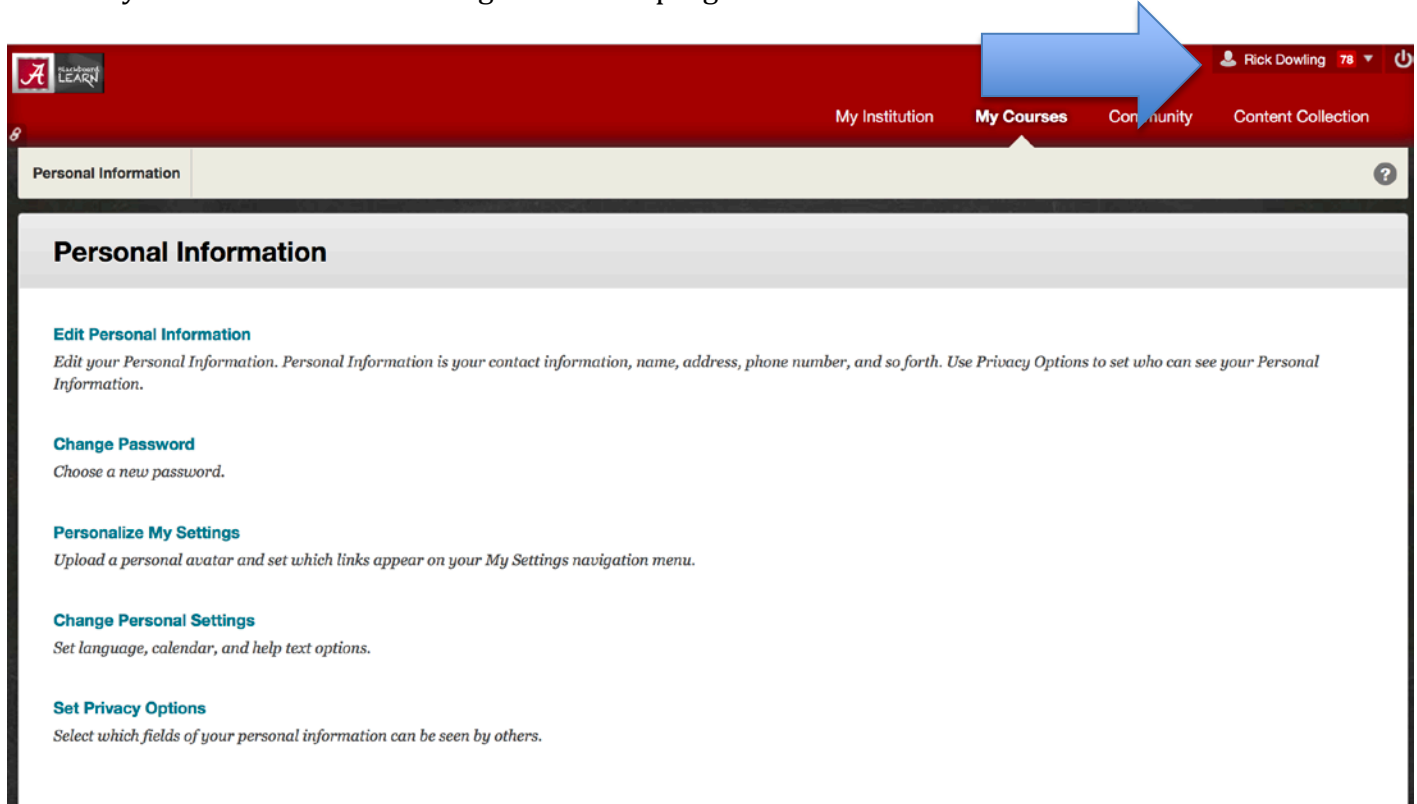 A Blackboard LEARN
Rick Dowling 78
My Institution My Courses Community Content Collection
Personal Information
?
Personal Information
Edit Personal Information
Edit your Personal Information. Personal Information is your contact information, name, address, phone number, and so forth. Use Privacy Options to set who can see your Personal
Information.
Change Password
Choose a new password.
Personalize My Settings
Upload a personal avatar and set which links appear on your My Settings navigation menu.
Change Personal Settings
Set language, calendar, and help text options.
Set Privacy Options
Select which fields of your personal information can be seen by others.